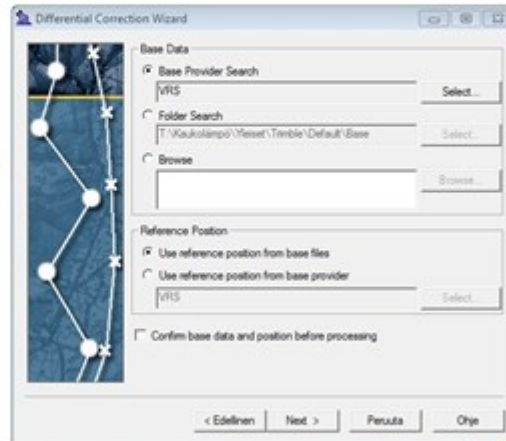 Differential Correction Wizard
Base Data
Base Provider Search
VRS
Select...
Folder Search
T:\Kaukolämpö\Yleiset\Trimble\Default\Base
Select...
Browse
Browse...
Reference Position
Use reference position from base files
Use reference position from base provider
VRS
Select...
Confirm base data and position before processing
< Edellinen
Next >
Peruuta
Ohje